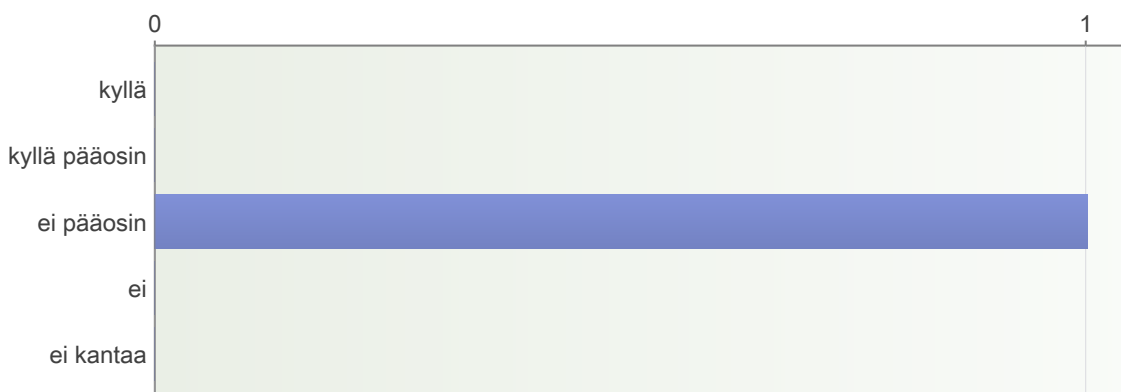 0 1
kyllä
kyllä pääosin
ei pääosin
ei
ei kantaa